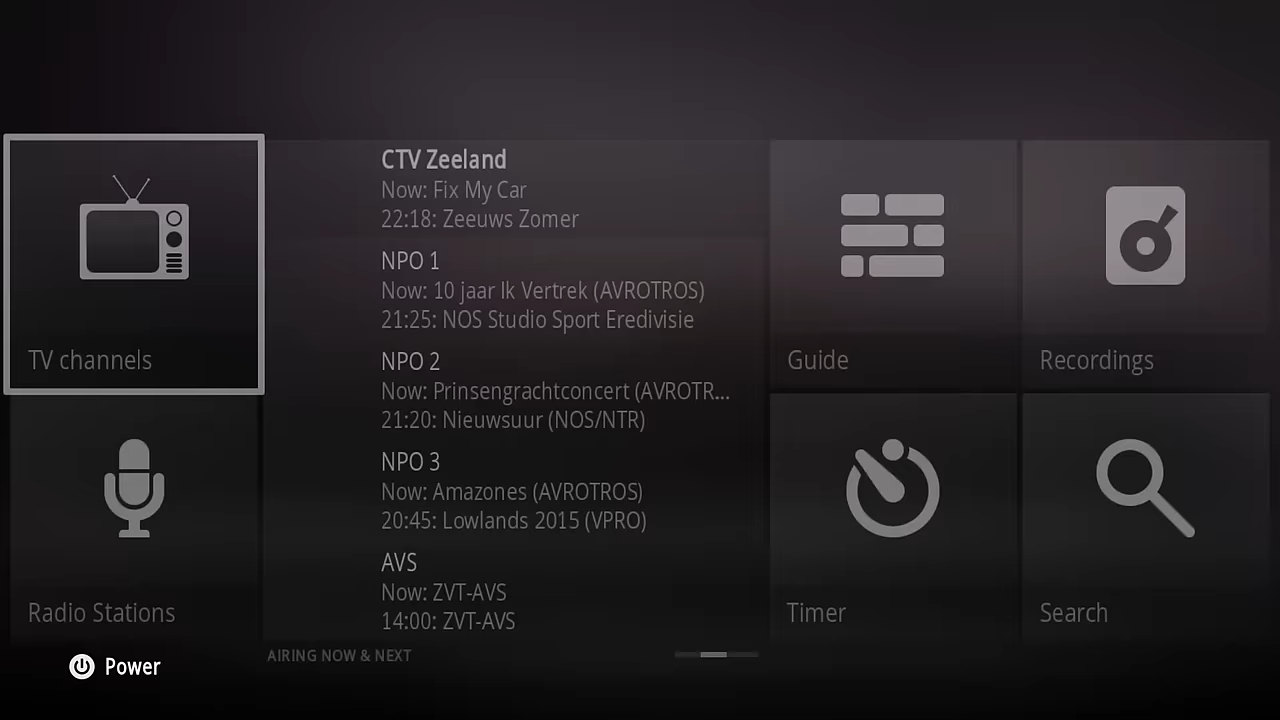 TV channels
Radio Stations
CTV Zeeland
Now: Fix My Car
22:18: Zeeuws Zomer
NPO 1
Now: 10 jaar Ik Vertrek (AVROTROS)
21:25: NOS Studio Sport Eredivisie
NPO 2
Now: Prinsengrachtconcert (AVROTR...
21:20: Nieuwsuur (NOS/NTR)
NPO 3
Now: Amazones (AVROTROS)
20:45: Lowlands 2015 (VPRO)
AVS
Now: ZVT-AVS
14:00: ZVT-AVS
AIRING NOW & NEXT
Guide
Recordings
Timer
Search
Power